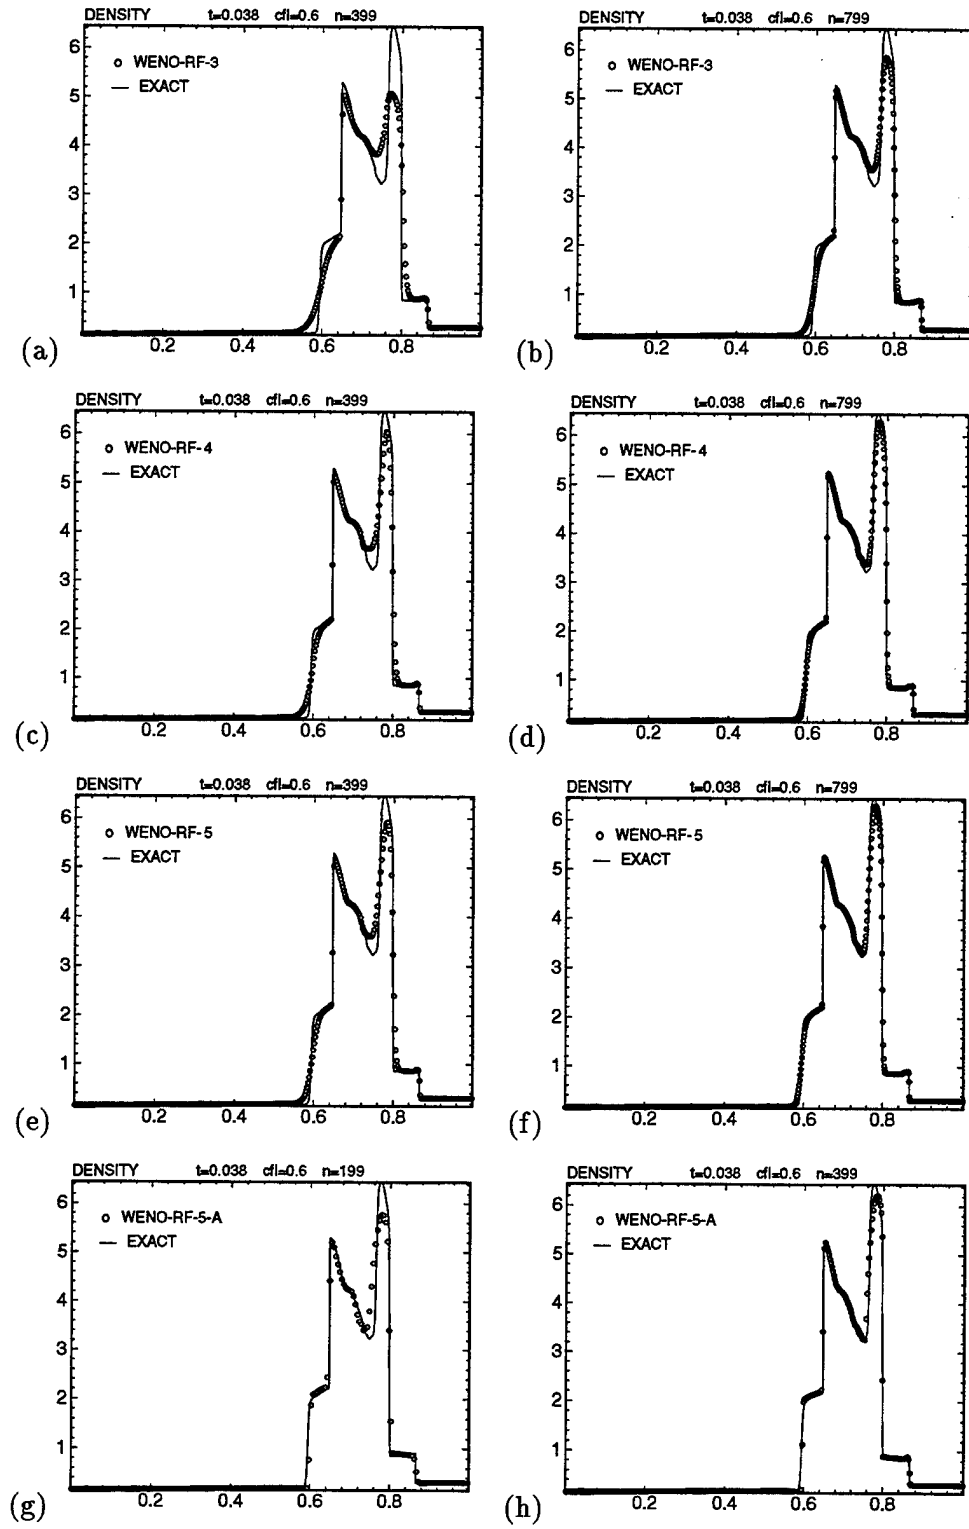 DENSITY t=0.038 cfl=0.6 n=399
6
WENO-RF-3
EXACT
5
4
3
2
1
0.2 0.4 0.6 0.8
(a)
DENSITY t=0.038 cfl=0.6 n=799
6
WENO-RF-3
EXACT
5
4
3
2
1
0.2 0.4 0.6 0.8
(b)
DENSITY t=0.038 cfl=0.6 n=399
6
WENO-RF-4
EXACT
5
4
3
2
1
0.2 0.4 0.6 0.8
(c)
DENSITY t=0.038 cfl=0.6 n=799
6
WENO-RF-4
EXACT
5
4
3
2
1
0.2 0.4 0.6 0.8
(d)
DENSITY t=0.038 cfl=0.6 n=399
6
WENO-RF-5
EXACT
5
4
3
2
1
0.2 0.4 0.6 0.8
(e)
DENSITY t=0.038 cfl=0.6 n=799
6
WENO-RF-5
EXACT
5
4
3
2
1
0.2 0.4 0.6 0.8
(f)
DENSITY t=0.038 cfl=0.6 n=199
6
WENO-RF-5-A
EXACT
5
4
3
2
1
0.2 0.4 0.6 0.8
(g)
DENSITY t=0.038 cfl=0.6 n=399
6
WENO-RF-5-A
EXACT
5
4
3
2
1
0.2 0.4 0.6 0.8
(h)